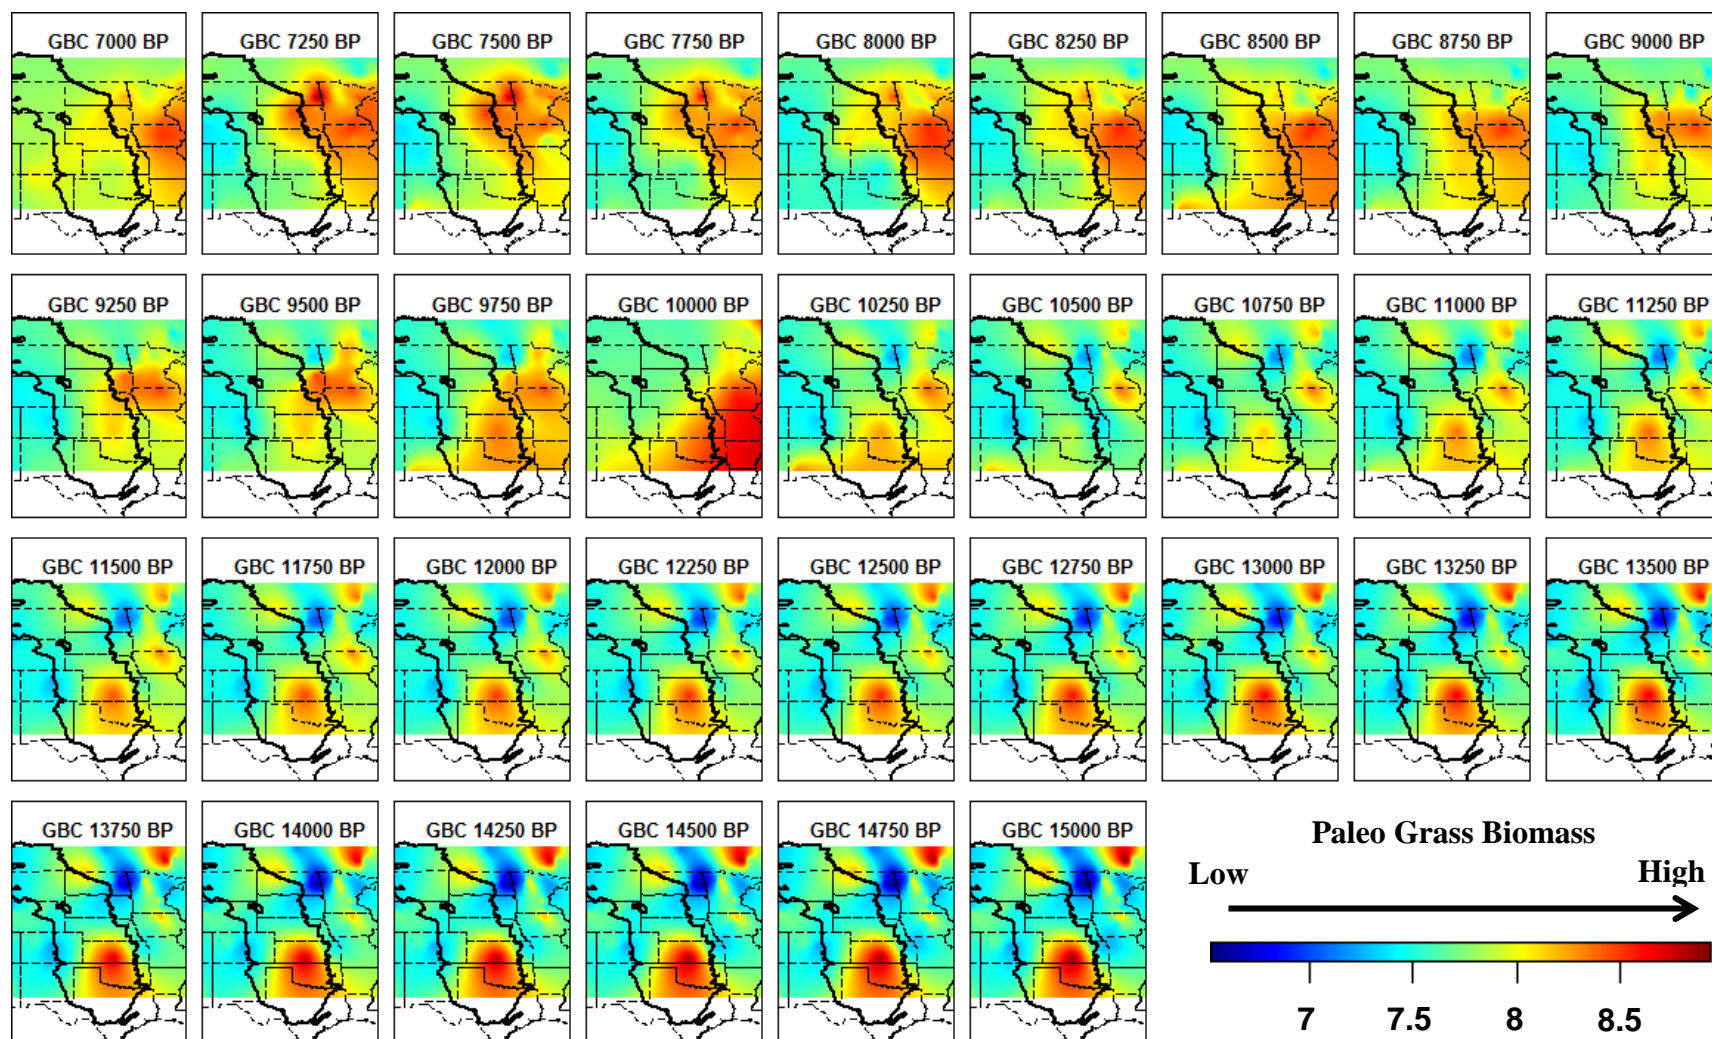 GBC 7000 BP
GBC 7250 BP
GBC 7500 BP
GBC 7750 BP
GBC 8000 BP
GBC 8250 BP
GBC 8500 BP
GBC 8750 BP
GBC 9000 BP
GBC 9250 BP
GBC 9500 BP
GBC 9750 BP
GBC 10000 BP
GBC 10250 BP
GBC 10500 BP
GBC 10750 BP
GBC 11000 BP
GBC 11250 BP
GBC 11500 BP
GBC 11750 BP
GBC 12000 BP
GBC 12250 BP
GBC 12500 BP
GBC 12750 BP
GBC 13000 BP
GBC 13250 BP
GBC 13500 BP
GBC 13750 BP
GBC 14000 BP
GBC 14250 BP
GBC 14500 BP
GBC 14750 BP
GBC 15000 BP
Paleo Grass Biomass
Low High
7 7.5 8 8.5